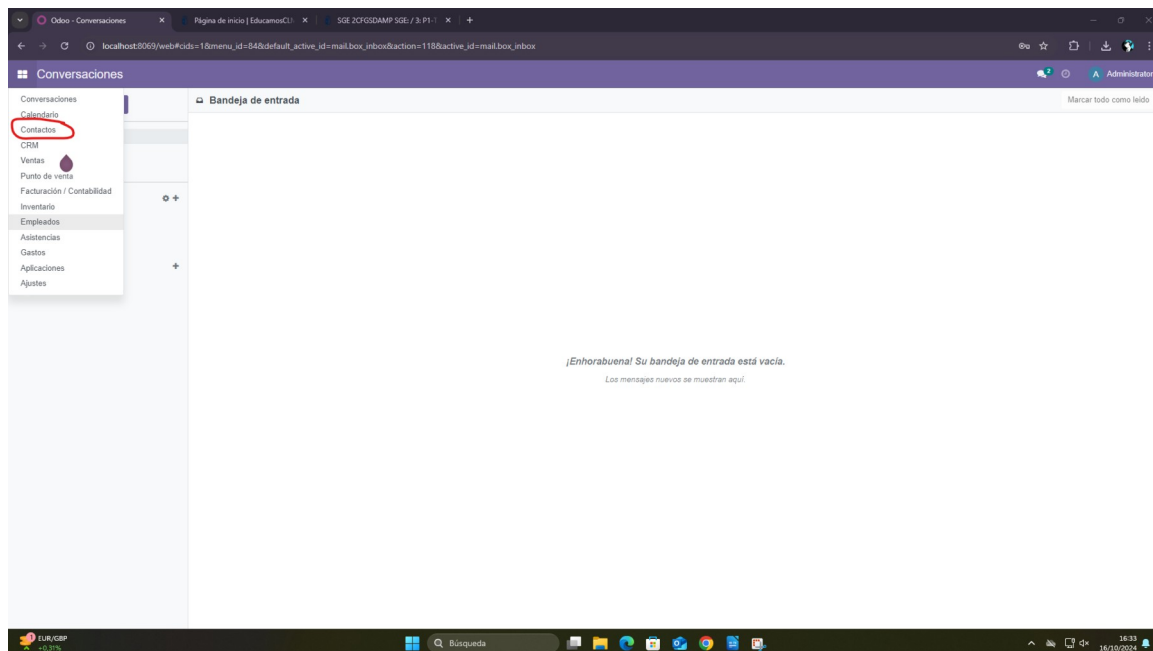 Odoo - Conversaciones
Página de inicio | EducamosCL
SGE 2CFGSDAMP SGE: / 3: P1-1
localhost:8069/web#cids=1&menu_id=84&default_active_id=mail.box_inbox&action=118&active_id=mail.box_inbox
Conversaciones
2
A Administrator
Conversaciones
Calendario
Contactos
CRM
Ventas
Punto de venta
Facturación / Contabilidad
Inventario
Empleados
Asistencias
Gastos
Aplicaciones
Ajustes
Bandeja de entrada
Marcar todo como leído
¡Enhorabuena! Su bandeja de entrada está vacía.
Los mensajes nuevos se muestran aquí.
1
EUR/GBP
+0.31%
Búsqueda
16:33
16/10/2024